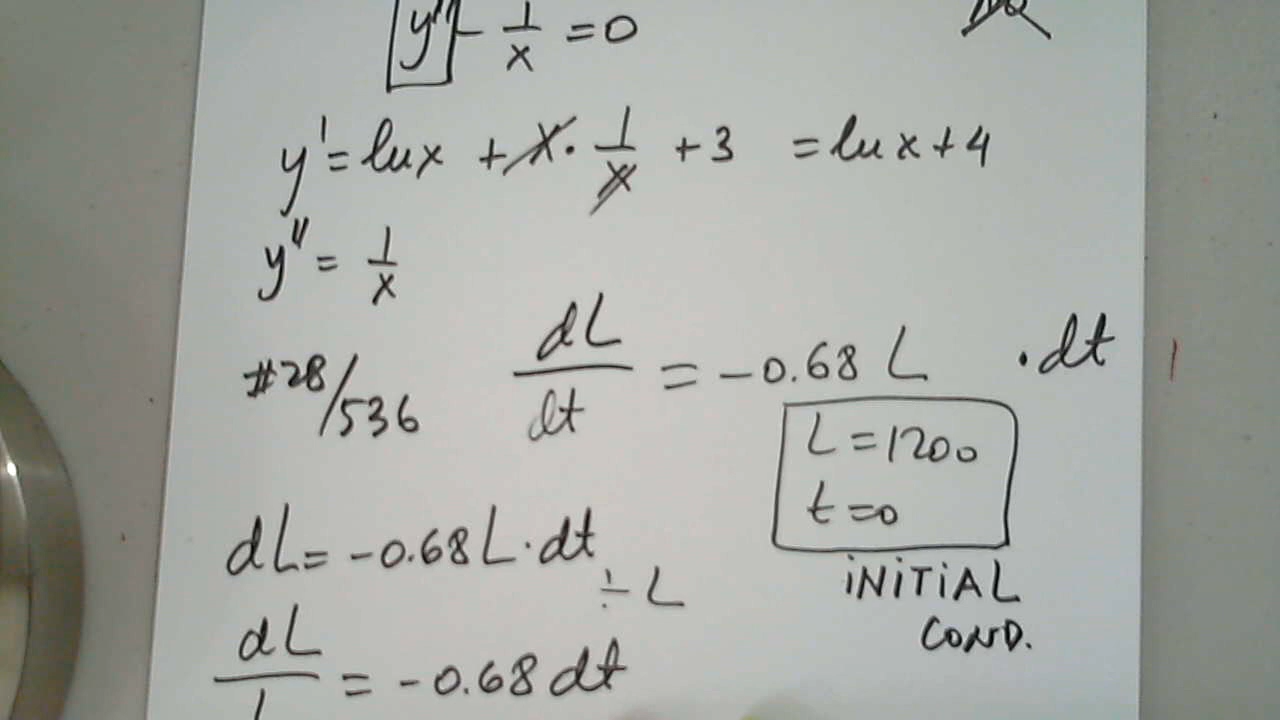 y'' - 1/x = 0
y' = ln x + x · 1/x + 3 = ln x + 4
y'' = 1/x
#28/536 dL/dt = -0.68 L · dt
L = 1200
t = 0
INITIAL
COND.
dL = -0.68 L · dt
÷ L
dL/L = -0.68 dt